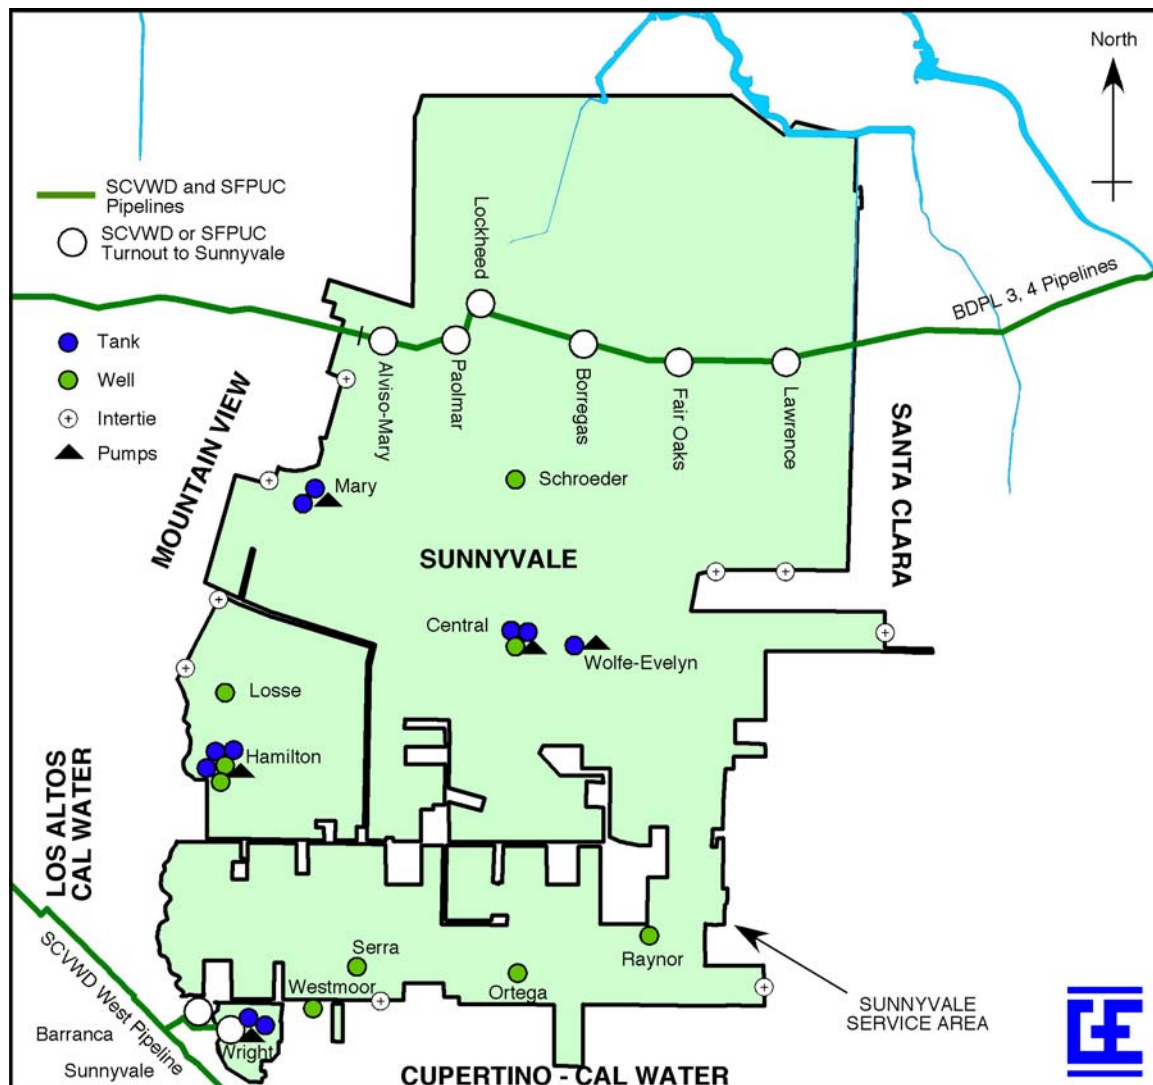 North
SCVWD and SFPUC
Pipelines
SCVWD or SFPUC
Turnout to Sunnyvale
Lockheed
BDPL 3, 4 Pipelines
Tank
Well
Intertie
Pumps
Alviso-Mary
Paolmar
Borregas
Fair Oaks
Lawrence
MOUNTAIN VIEW
SANTA CLARA
Mary
Schroeder
SUNNYVALE
Central
Wolfe-Evelyn
Losse
Hamilton
LOS ALTOS
CAL WATER
SCVWD West Pipeline
Serra
Raynor
Westmoor
Ortega
SUNNYVALE
SERVICE AREA
Barranca
Wright
Sunnyvale
CUPERTINO - CAL WATER